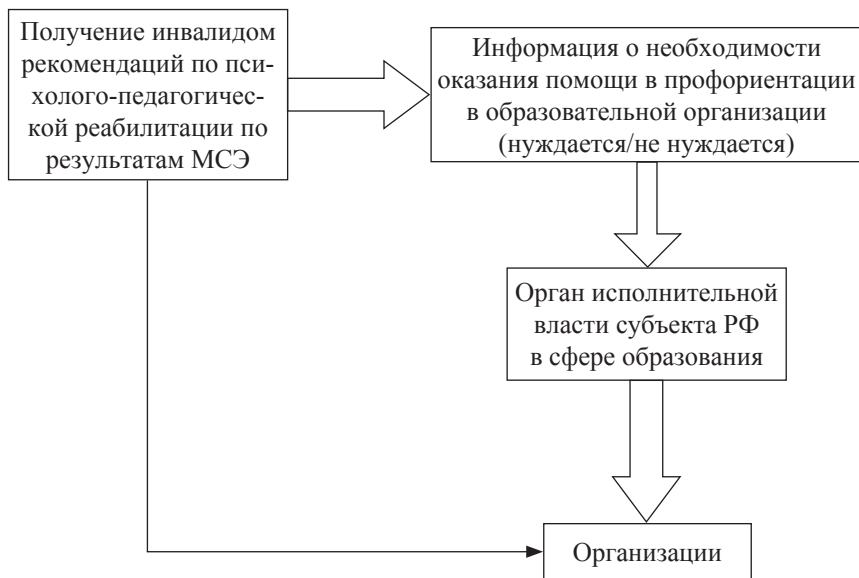 Получение инвалидом
рекомендаций по пси-
холого-педагогичес-
кой реабилитации по
результатам МСЭ
Информация о необходимости
оказания помощи в профориентации
в образовательной организации
(нуждается/не нуждается)
Орган исполнительной
власти субъекта РФ
в сфере образования
Организации